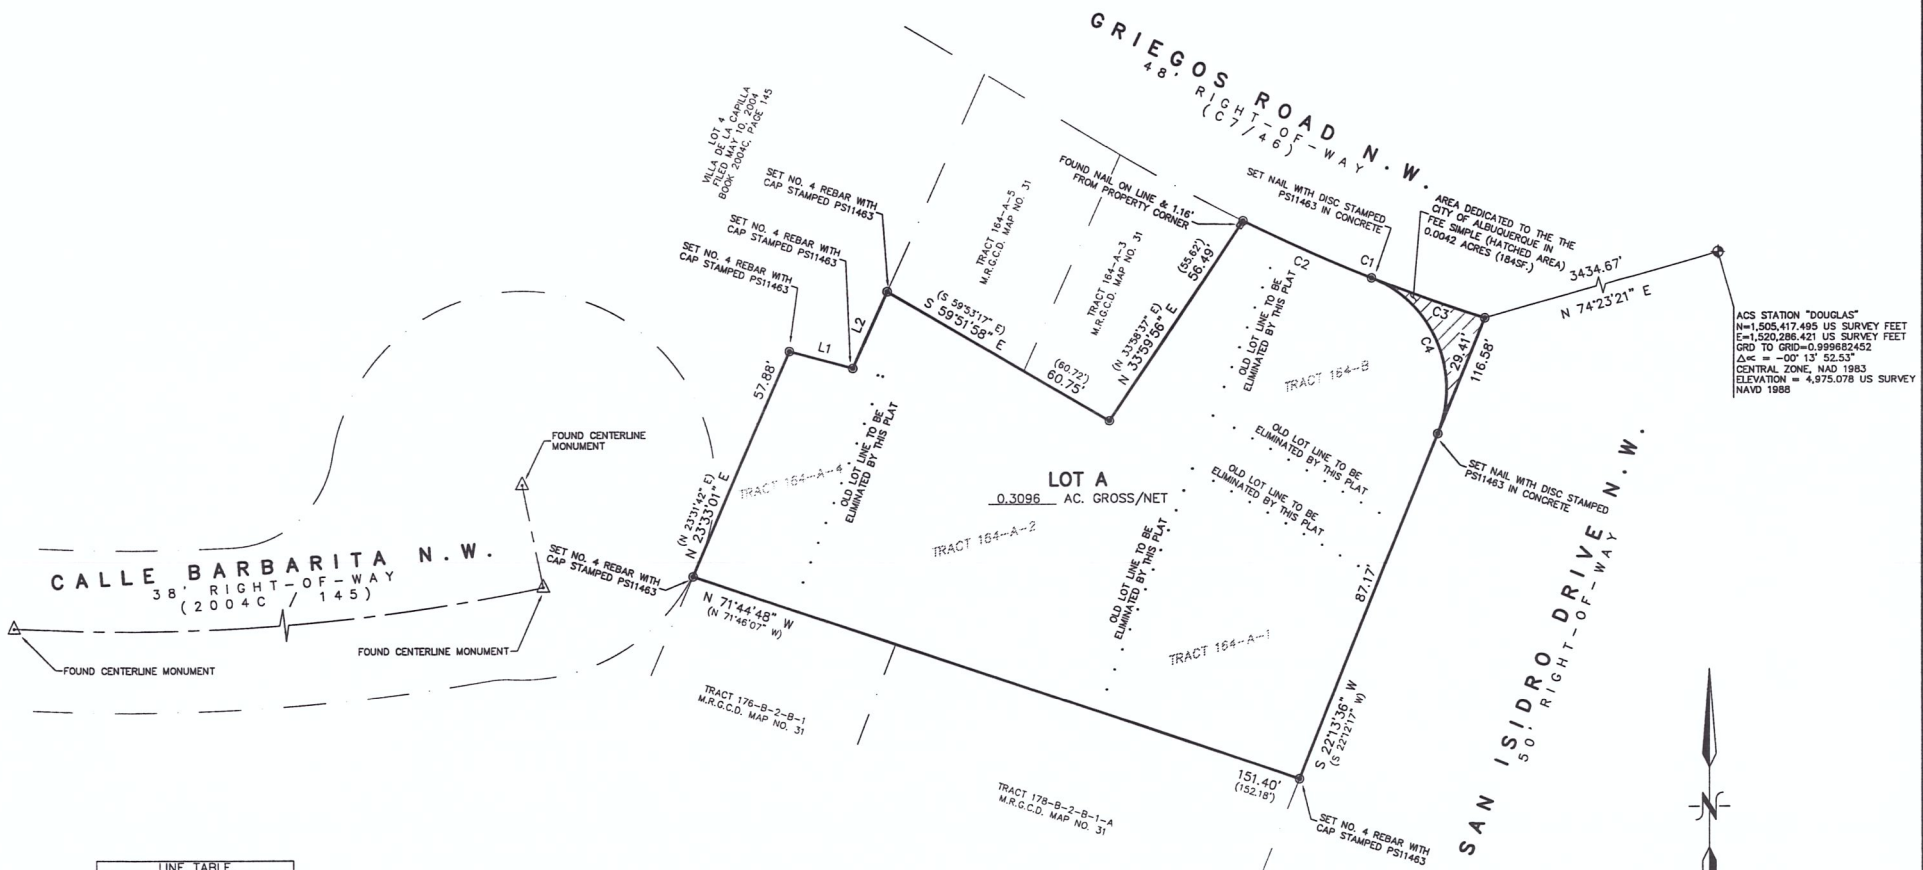 GRIEGOS ROAD N.W.
48' RIGHT-OF-WAY
(C7/46)
LOT 4
VILLA DE LA CAPILLA
FILED MAY 10, 2004
BOOK 2004C, PAGE 145
SET NO. 4 REBAR WITH
CAP STAMPED PS11463
SET NO. 4 REBAR WITH
CAP STAMPED PS11463
SET NO. 4 REBAR WITH
CAP STAMPED PS11463
TRACT 164-A-5
M.R.G.C.D. MAP NO. 31
FOUND NAIL ON LINE & 1.16'
FROM PROPERTY CORNER
TRACT 164-A-3
M.R.G.C.D. MAP NO. 31
SET NAIL WITH DISC STAMPED
PS11463 IN CONCRETE
AREA DEDICATED TO THE THE
CITY OF ALBUQUERQUE IN
FEE SIMPLE (HATCHED AREA)
0.0042 ACRES (184SF.)
3434.67'
N 74°23'21" E
ACS STATION "DOUGLAS"
N=1,505,417.495 US SURVEY FEET
E=1,520,286.421 US SURVEY FEET
GRD TO GRID=0.999682452
Δ∝ = -00° 13' 52.53"
CENTRAL ZONE, NAD 1983
ELEVATION = 4,975.078 US SURVEY
NAVD 1988
L1
L2
C1
C2
C3
C4
29.41'
116.58'
(55.62')
56.49'
(N 33°58'37" E)
N 33°59'56" E
(S 59°53'17" E)
S 59°51'58" E
(60.72')
60.75'
57.88'
(N 23°31'42" E)
N 23°33'01" E
OLD LOT LINE TO BE
ELIMINATED BY THIS PLAT
TRACT 164-B
OLD LOT LINE TO BE
ELIMINATED BY THIS PLAT
OLD LOT LINE TO BE
ELIMINATED BY THIS PLAT
OLD LOT LINE TO BE
ELIMINATED BY THIS PLAT
TRACT 164-A-4
LOT A
0.3096 AC. GROSS/NET
TRACT 164-A-2
OLD LOT LINE TO BE
ELIMINATED BY THIS PLAT
TRACT 164-A-1
SET NAIL WITH DISC STAMPED
PS11463 IN CONCRETE
87.17'
S 22°13'36" W
(S 22°12'17" W)
SAN ISIDRO DRIVE N.W.
50' RIGHT-OF-WAY
FOUND CENTERLINE
MONUMENT
CALLE BARBARITA N.W.
38' RIGHT-OF-WAY
(2004C / 145)
SET NO. 4 REBAR WITH
CAP STAMPED PS11463
N 71°44'48" W
(N 71°46'07" W)
FOUND CENTERLINE MONUMENT
FOUND CENTERLINE MONUMENT
TRACT 176-B-2-B-1
M.R.G.C.D. MAP NO. 31
TRACT 178-B-2-B-1-A
M.R.G.C.D. MAP NO. 31
151.40'
(152.18')
SET NO. 4 REBAR WITH
CAP STAMPED PS11463
N
LINE TABLE